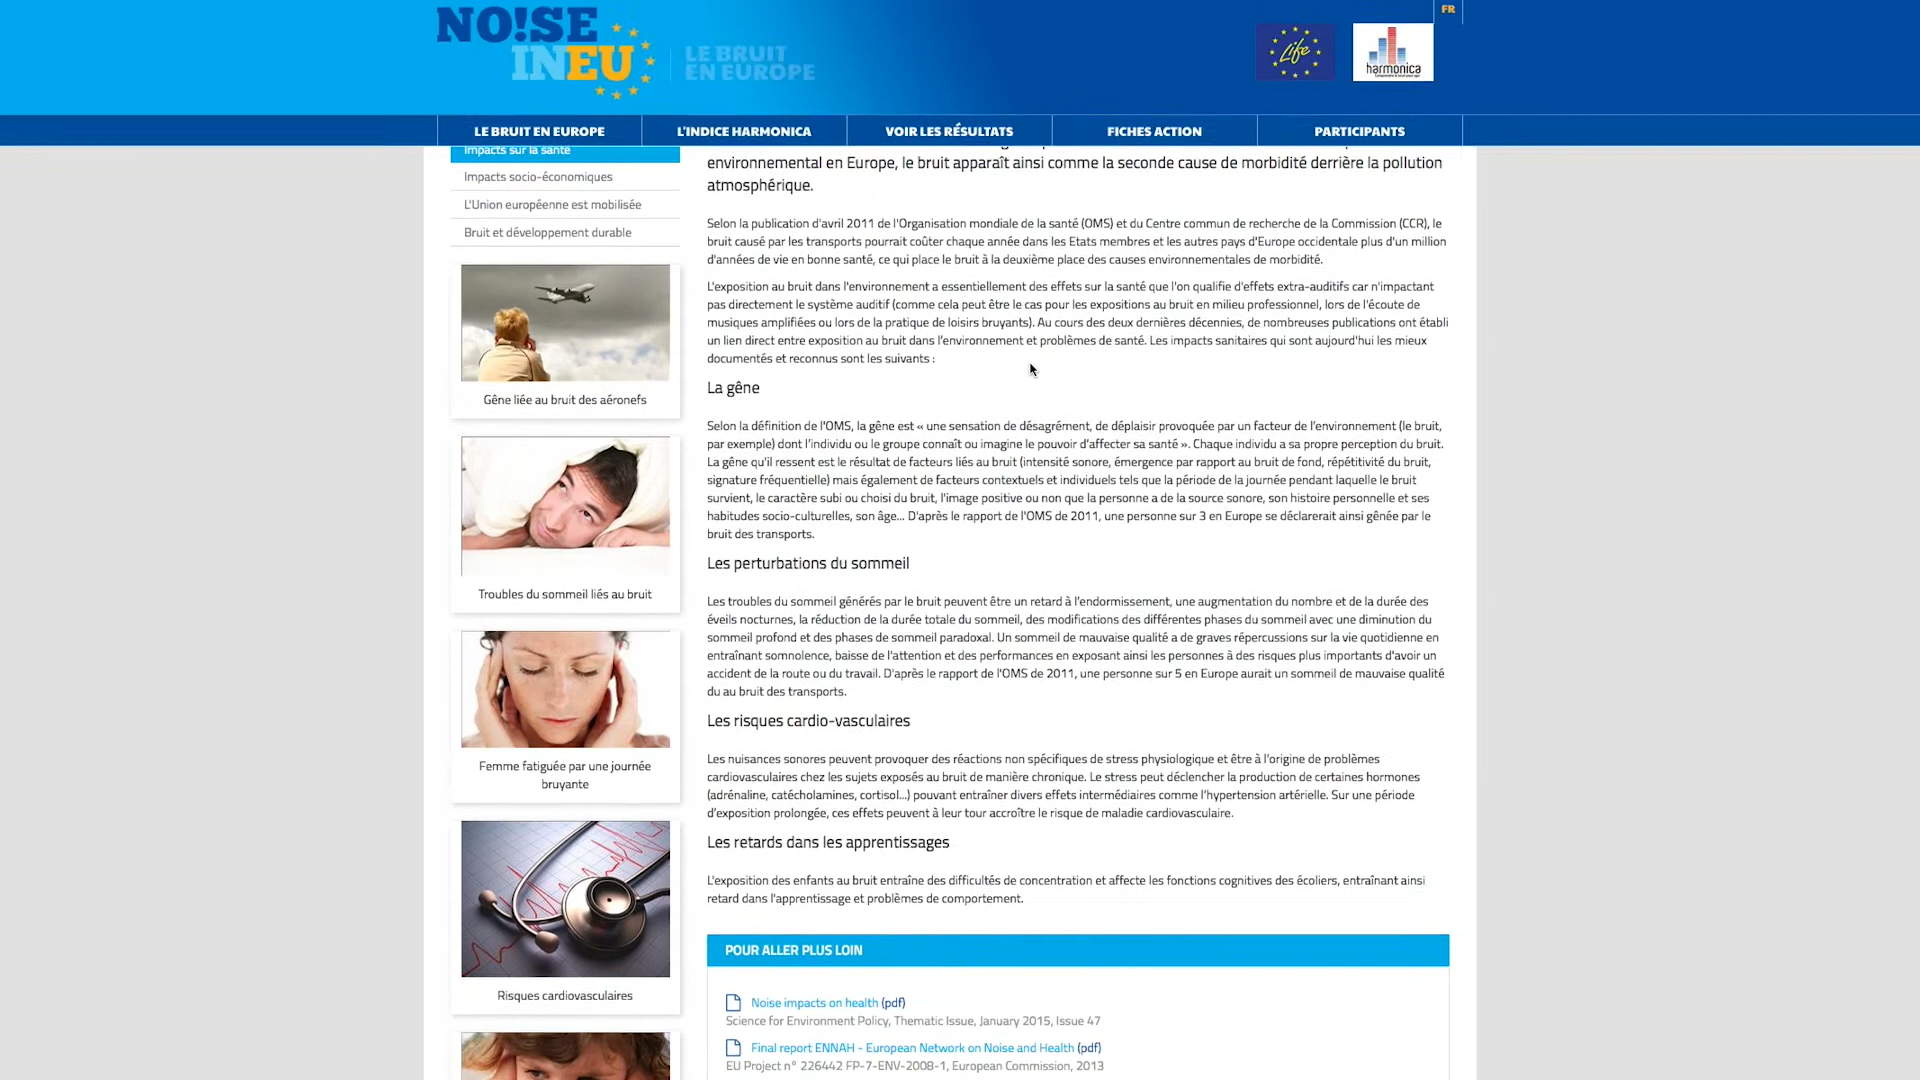 FR
NO!SE
INEU
LE BRUIT
EN EUROPE
Life
harmonica
LE BRUIT EN EUROPE
L'INDICE HARMONICA
VOIR LES RÉSULTATS
FICHES ACTION
PARTICIPANTS
Impacts sur la santé
Impacts socio-économiques
L'Union européenne est mobilisée
Bruit et développement durable
Gêne liée au bruit des aéronefs
Troubles du sommeil liés au bruit
Femme fatiguée par une journée
bruyante
Risques cardiovasculaires
environnemental en Europe, le bruit apparaît ainsi comme la seconde cause de morbidité derrière la pollution
atmosphérique.
Selon la publication d'avril 2011 de l'Organisation mondiale de la santé (OMS) et du Centre commun de recherche de la Commission (CCR), le
bruit causé par les transports pourrait coûter chaque année dans les Etats membres et les autres pays d'Europe occidentale plus d'un million
d'années de vie en bonne santé, ce qui place le bruit à la deuxième place des causes environnementales de morbidité.
L'exposition au bruit dans l'environnement a essentiellement des effets sur la santé que l'on qualifie d'effets extra-auditifs car n'impactant
pas directement le système auditif (comme cela peut être le cas pour les expositions au bruit en milieu professionnel, lors de l'écoute de
musiques amplifiées ou lors de la pratique de loisirs bruyants). Au cours des deux dernières décennies, de nombreuses publications ont établi
un lien direct entre exposition au bruit dans l'environnement et problèmes de santé. Les impacts sanitaires qui sont aujourd'hui les mieux
documentés et reconnus sont les suivants :
La gêne
Selon la définition de l'OMS, la gêne est « une sensation de désagrément, de déplaisir provoquée par un facteur de l'environnement (le bruit,
par exemple) dont l'individu ou le groupe connaît ou imagine le pouvoir d'affecter sa santé ». Chaque individu a sa propre perception du bruit.
La gêne qu'il ressent est le résultat de facteurs liés au bruit (intensité sonore, émergence par rapport au bruit de fond, répétitivité du bruit,
signature fréquentielle) mais également de facteurs contextuels et individuels tels que la période de la journée pendant laquelle le bruit
survient, le caractère subi ou choisi du bruit, l'image positive ou non que la personne a de la source sonore, son histoire personnelle et ses
habitudes socio-culturelles, son âge... D'après le rapport de l'OMS de 2011, une personne sur 3 en Europe se déclarerait ainsi gênée par le
bruit des transports.
Les perturbations du sommeil
Les troubles du sommeil générés par le bruit peuvent être un retard à l'endormissement, une augmentation du nombre et de la durée des
éveils nocturnes, la réduction de la durée totale du sommeil, des modifications des différentes phases du sommeil avec une diminution du
sommeil profond et des phases de sommeil paradoxal. Un sommeil de mauvaise qualité a de graves répercussions sur la vie quotidienne en
entraînant somnolence, baisse de l'attention et des performances en exposant ainsi les personnes à des risques plus importants d'avoir un
accident de la route ou du travail. D'après le rapport de l'OMS de 2011, une personne sur 5 en Europe aurait un sommeil de mauvaise qualité
du au bruit des transports.
Les risques cardio-vasculaires
Les nuisances sonores peuvent provoquer des réactions non spécifiques de stress physiologique et être à l'origine de problèmes
cardiovasculaires chez les sujets exposés au bruit de manière chronique. Le stress peut déclencher la production de certaines hormones
(adrénaline, catécholamines, cortisol...) pouvant entraîner divers effets intermédiaires comme l'hypertension artérielle. Sur une période
d'exposition prolongée, ces effets peuvent à leur tour accroître le risque de maladie cardiovasculaire.
Les retards dans les apprentissages
L'exposition des enfants au bruit entraîne des difficultés de concentration et affecte les fonctions cognitives des écoliers, entraînant ainsi
retard dans l'apprentissage et problèmes de comportement.
POUR ALLER PLUS LOIN
Noise impacts on health (pdf)
Science for Environment Policy, Thematic Issue, January 2015, Issue 47
Final report ENNAH - European Network on Noise and Health (pdf)
EU Project n° 226442 FP-7-ENV-2008-1, European Commission, 2013